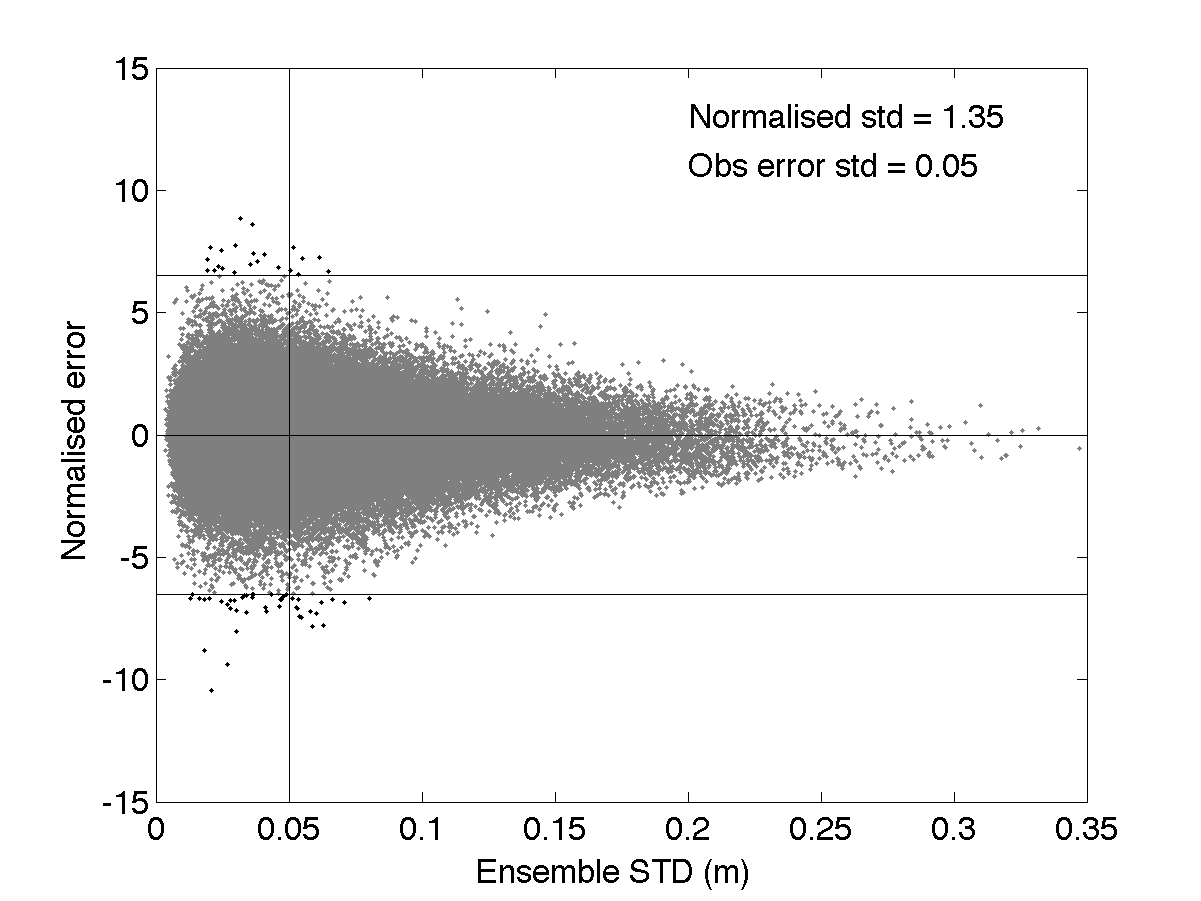 15
Normalised std = 1.35
Obs error std = 0.05
10
5
0
-5
-10
-15
Normalised error
0 0.05 0.1 0.15 0.2 0.25 0.3 0.35
Ensemble STD (m)